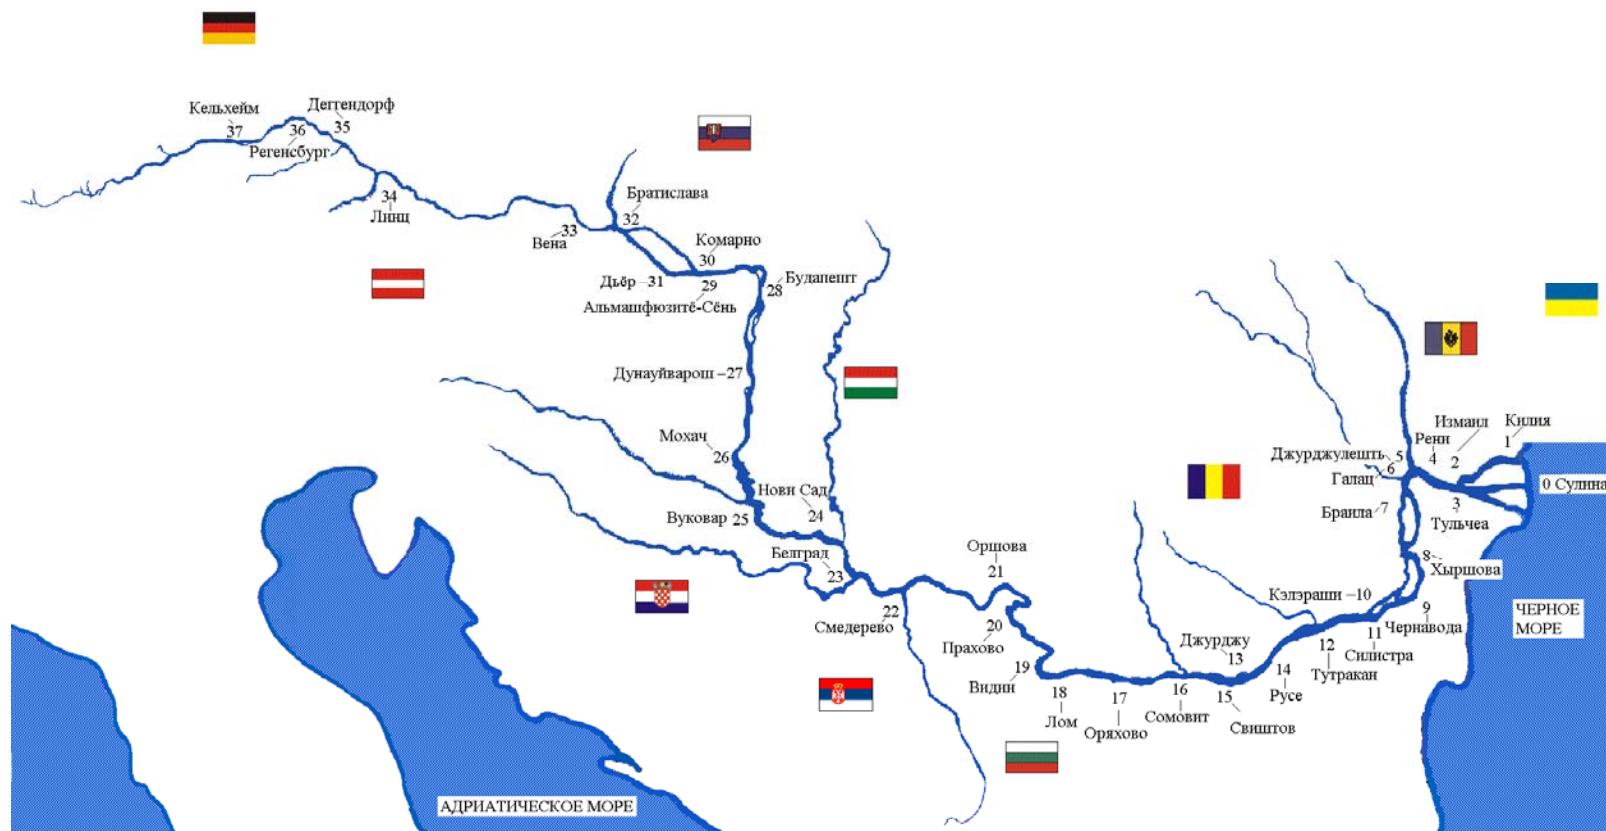 Кельхейм
37
Дегтендорф
36
35
Регенсбург
34
Линц
Братислава
32
33
Вена
Комарно
30
Дьёр –31
29
Альмашфюзитё-Сёнь
28
Будапешт
Дунауйварош –27
Мохач
26
Нови Сад
24
Вуковар
25
Белград
23
22
Смедерево
Оршова
21
20
Прахово
19
Видин
18
Лом
17
Оряхово
16
Сомовит
15
Свиштов
Джурджу
13
14
Русе
12
Тутракан
11
Силистра
Кэлэраши –10
9
Чернавода
8
Хыршова
Браила
7
Галац
6
Джурджулешть
5
Рени
4
Измаил
2
Килия
1
0 Сулина
3
Тульчеа
ЧЕРНОЕ
МОРЕ
АДРИАТИЧЕСКОЕ МОРЕ